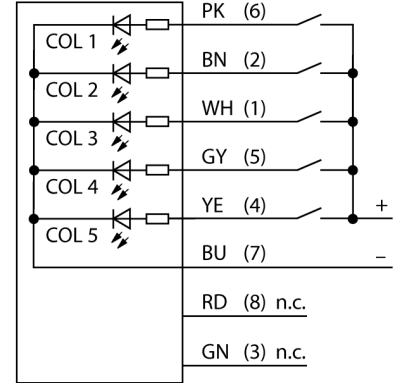 PK (6)
COL 1
BN (2)
COL 2
WH (1)
COL 3
GY (5)
COL 4
YE (4)
+
COL 5
BU (7)
–
RD (8) n.c.
GN (3) n.c.